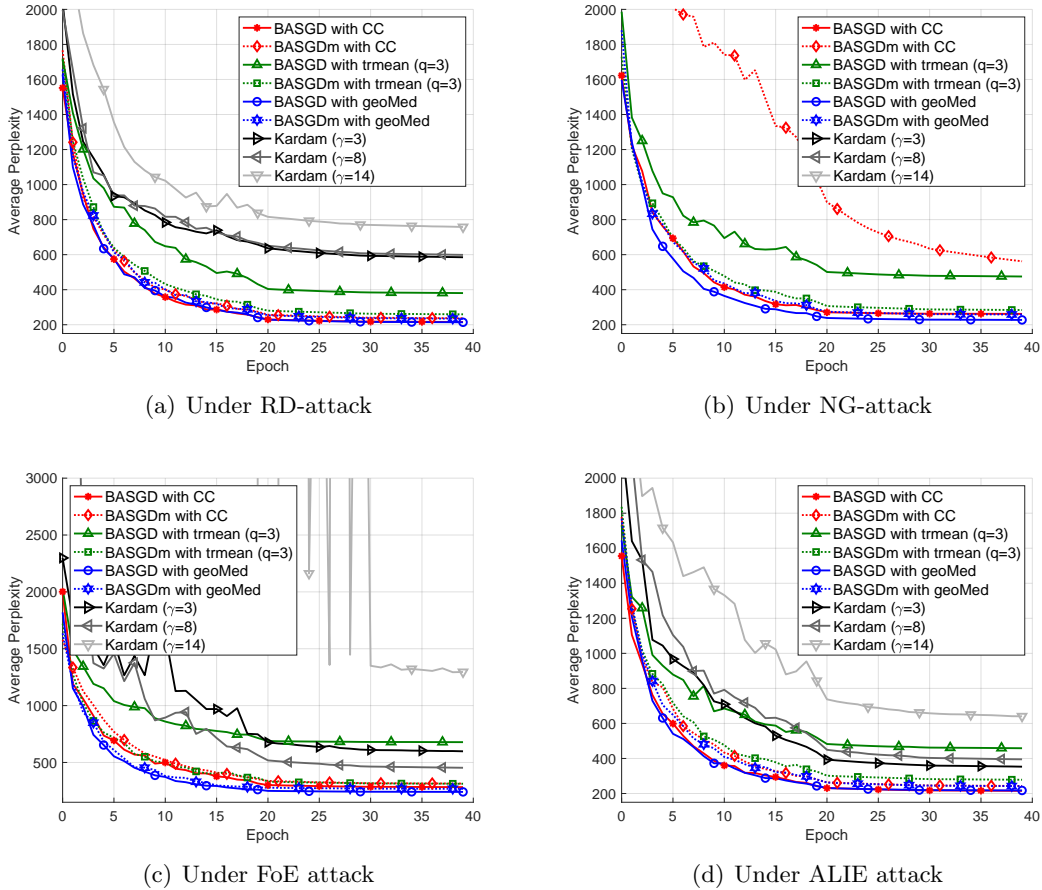 2000
1800
1600
1400
1200
1000
800
600
400
200
Average Perplexity
BASGD with CC
BASGDm with CC
BASGD with trmean (q=3)
BASGDm with trmean (q=3)
BASGD with geoMed
BASGDm with geoMed
Kardam (γ=3)
Kardam (γ=8)
Kardam (γ=14)
0 5 10 15 20 25 30 35 40
Epoch
(a) Under RD-attack
2000
1800
1600
1400
1200
1000
800
600
400
200
Average Perplexity
BASGD with CC
BASGDm with CC
BASGD with trmean (q=3)
BASGDm with trmean (q=3)
BASGD with geoMed
BASGDm with geoMed
Kardam (γ=3)
Kardam (γ=8)
Kardam (γ=14)
0 5 10 15 20 25 30 35 40
Epoch
(b) Under NG-attack
3000
2500
2000
1500
1000
500
Average Perplexity
BASGD with CC
BASGDm with CC
BASGD with trmean (q=3)
BASGDm with trmean (q=3)
BASGD with geoMed
BASGDm with geoMed
Kardam (γ=3)
Kardam (γ=8)
Kardam (γ=14)
0 5 10 15 20 25 30 35 40
Epoch
(c) Under FoE attack
2000
1800
1600
1400
1200
1000
800
600
400
200
Average Perplexity
BASGD with CC
BASGDm with CC
BASGD with trmean (q=3)
BASGDm with trmean (q=3)
BASGD with geoMed
BASGDm with geoMed
Kardam (γ=3)
Kardam (γ=8)
Kardam (γ=14)
0 5 10 15 20 25 30 35 40
Epoch
(d) Under ALIE attack